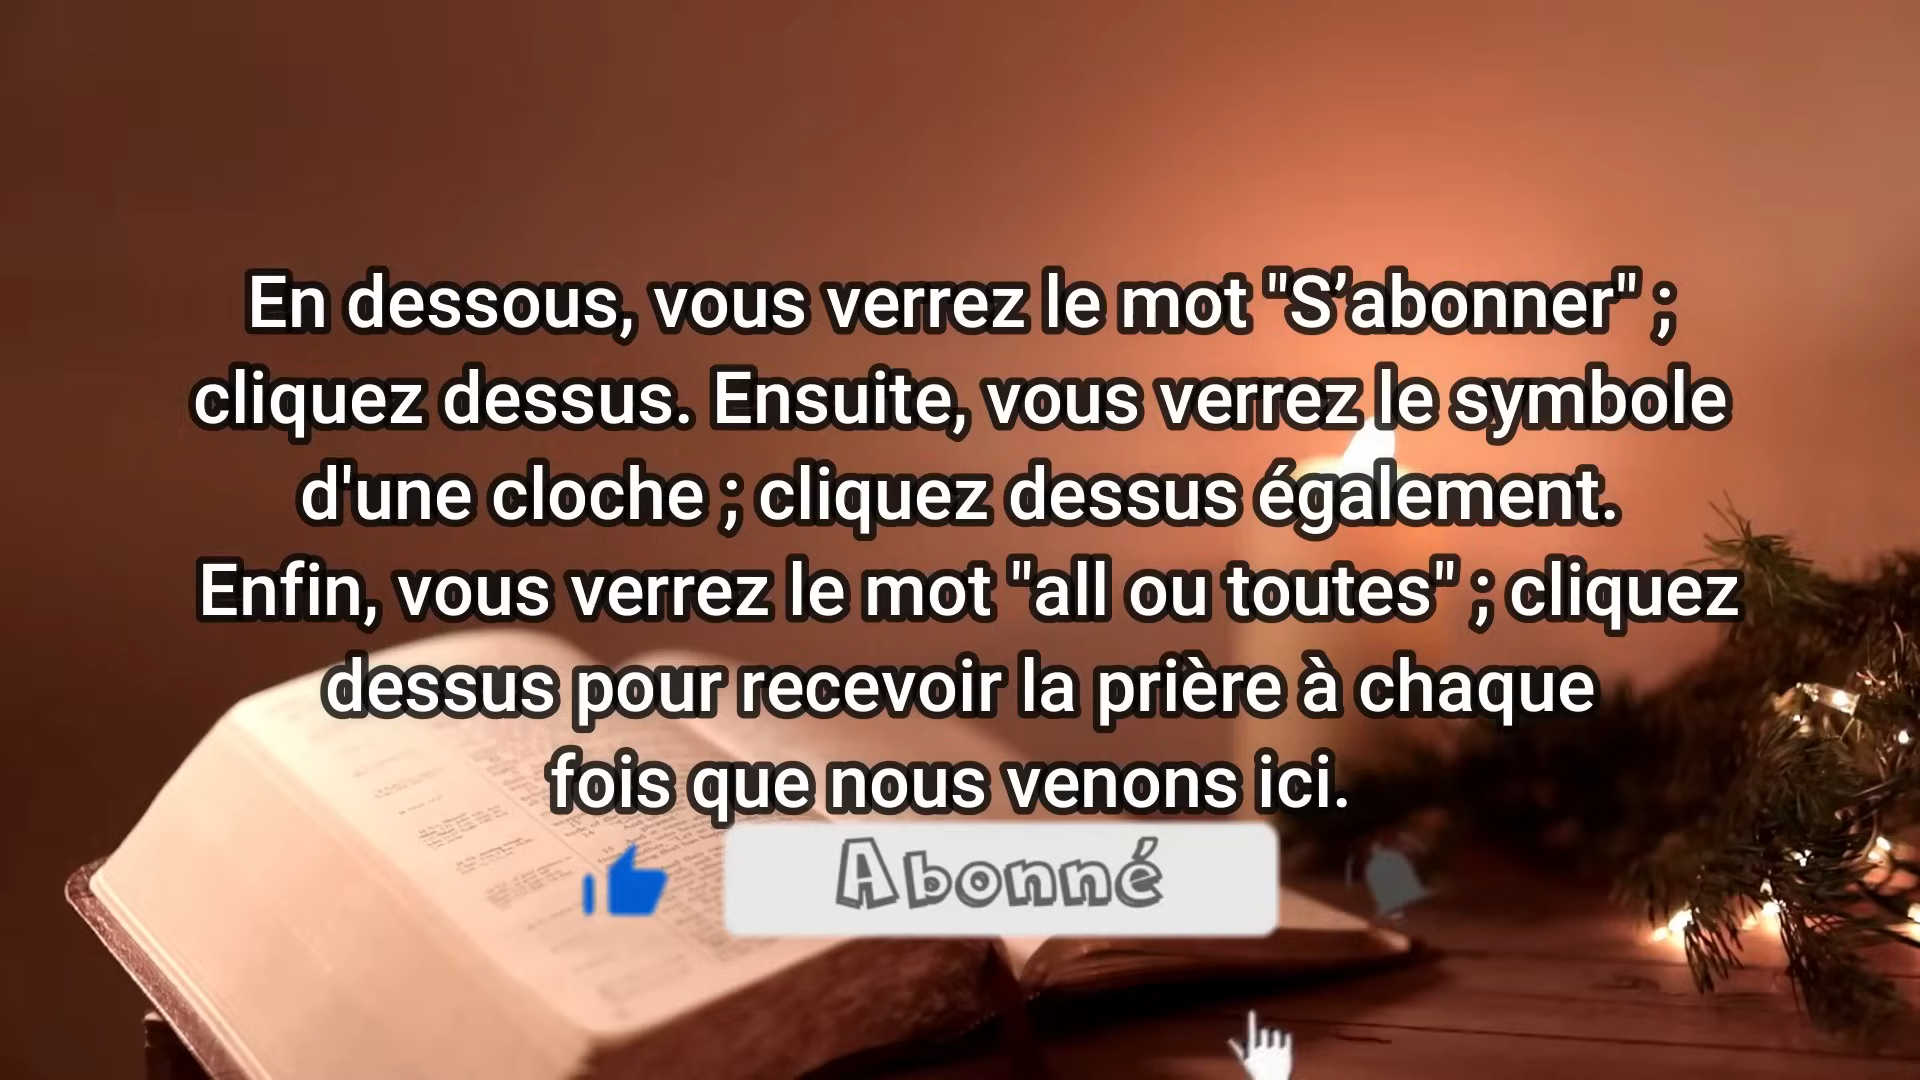 En dessous, vous verrez le mot "S’abonner" ;
cliquez dessus. Ensuite, vous verrez le symbole
d'une cloche ; cliquez dessus également.
Enfin, vous verrez le mot "all ou toutes" ; cliquez
dessus pour recevoir la prière à chaque
fois que nous venons ici.
Abonné